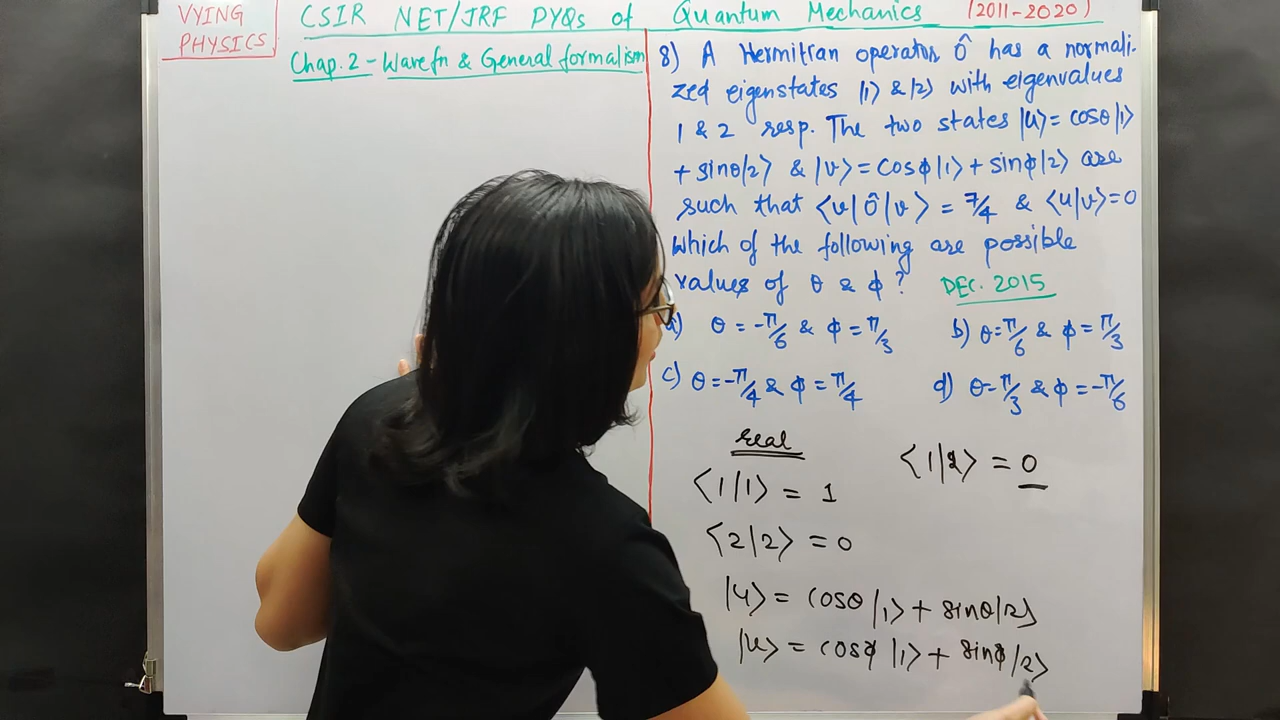 VYING
PHYSICS
CSIR NET/JRF PYQs of Quantum Mechanics (2011-2020)
Chap. 2 - Wavefn & General formalism
8) A Hermitian operator Ô has a normali-
zed eigenstates |1⟩ & |2⟩ with eigenvalues
1 & 2 resp. The two states |u⟩ = cosθ|1⟩
+ sinθ|2⟩ & |v⟩ = cosϕ|1⟩ + sinϕ|2⟩ are
such that ⟨v|Ô|v⟩ = 7/4 & ⟨u|v⟩=0
Which of the following are possible
values of θ & ϕ? DEC. 2015
a) θ = -π/6 & ϕ = π/3 b) θ=π/6 & ϕ = π/3
c) θ=-π/4 & ϕ = π/4 d) θ=π/3 & ϕ = -π/6
real
⟨1|1⟩ = 1 ⟨1|2⟩ = 0
⟨2|2⟩ = 0
|u⟩ = cosθ|1⟩ + sinθ|2⟩
|u⟩ = cosϕ|1⟩ + sinϕ|2⟩